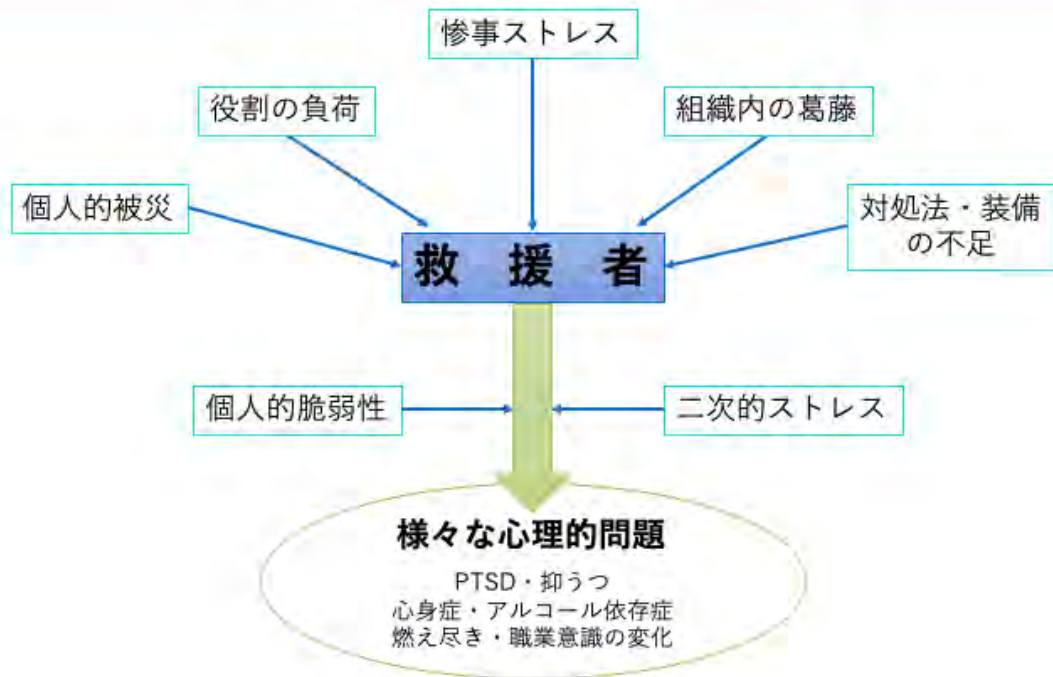 惨事ストレス
役割の負荷
組織内の葛藤
個人的被災
対処法・装備
の不足
救 援 者
個人的脆弱性
二次的ストレス
様々な心理的問題
PTSD・抑うつ
心身症・アルコール依存症
燃え尽き・職業意識の変化